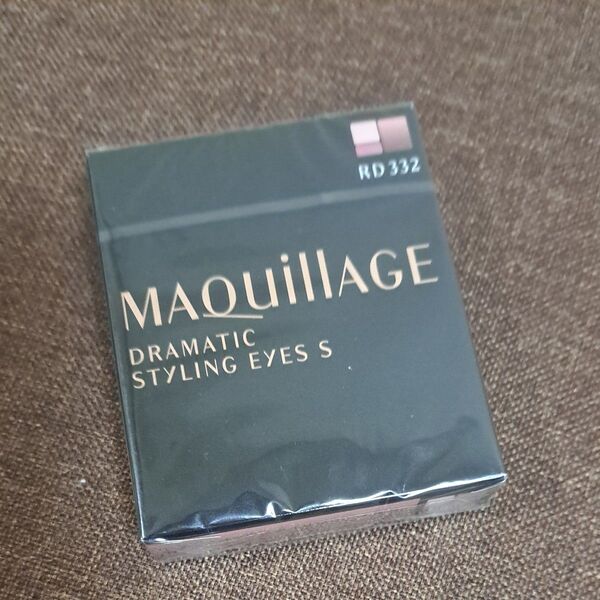 RD 332
MAQuillAGE
DRAMATIC
STYLING EYES S